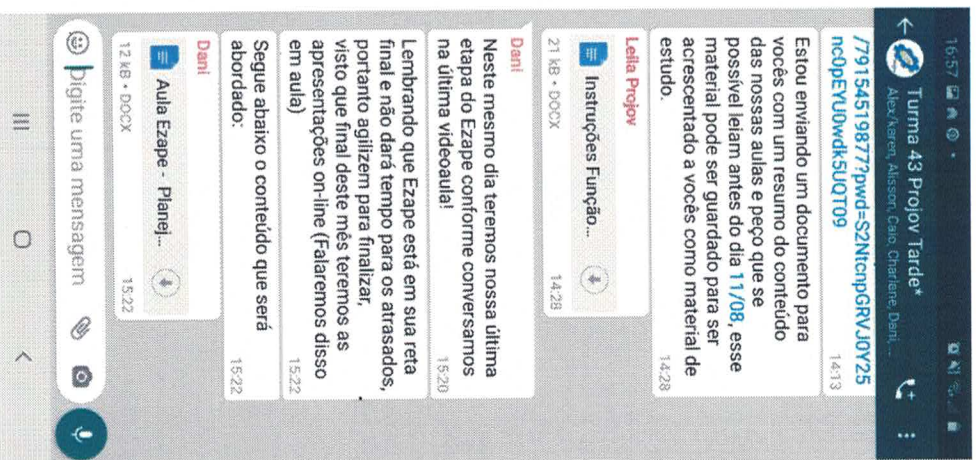 16:57
Turma 43 Projov Tarde*
Alex/karen, Alisson, Caio, Charlane, Dani, ...
/79154519877?pwd=S2NtcnpGRVJ0Y25
nc0pEYUI0wdk5UQT09
14:13
Estou enviando um documento para
vocês com um resumo do conteúdo
das nossas aulas e peço que se
possível leiam antes do dia 11/08, esse
material pode ser guardado para ser
acrescentado a vocês como material de
estudo.
14:28
Leila Projov
Instruções Função...
21 kB • DOCX
14:28
Dani
Neste mesmo dia teremos nossa última
etapa do Ezape conforme conversamos
na última videoaula!
15:20
Lembrando que Ezape está em sua reta
final e não dará tempo para os atrasados,
portanto agilizem para finalizar,
visto que final deste mês teremos as
apresentações on-line (Falaremos disso
em aula)
15:22
Segue abaixo o conteúdo que será
abordado:
15:22
Dani
Aula Ezape - Planej...
12 kB • DOCX
15:22
Digite uma mensagem